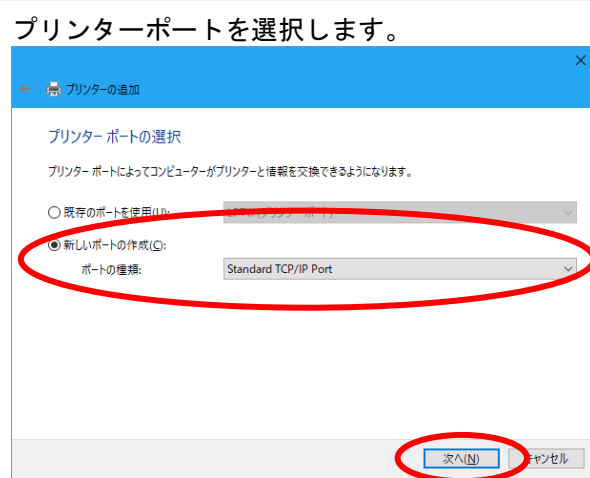 プリンターポートを選択します。
プリンターの追加
プリンター ポートの選択
プリンター ポートによってコンピューターがプリンターと情報を交換できるようになります。
既存のポートを使用(U):
新しいポートの作成(C):
ポートの種類: Standard TCP/IP Port
次へ(N) キャンセル